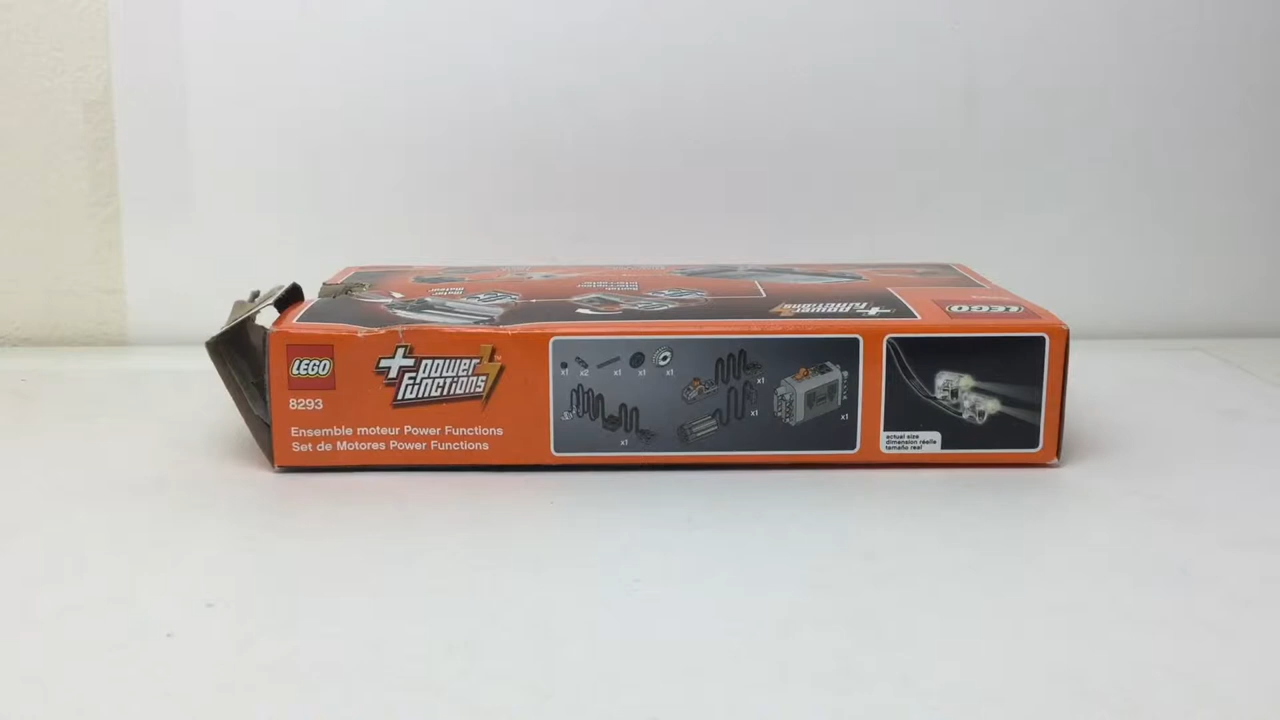 LEGO
8293
+power
functions™
Ensemble moteur Power Functions
Set de Motores Power Functions
x1
x2
x1
x1
x1
x1
x1
x1
x1
actual size
dimension réelle
tamaño real
LEGO
+power
functions